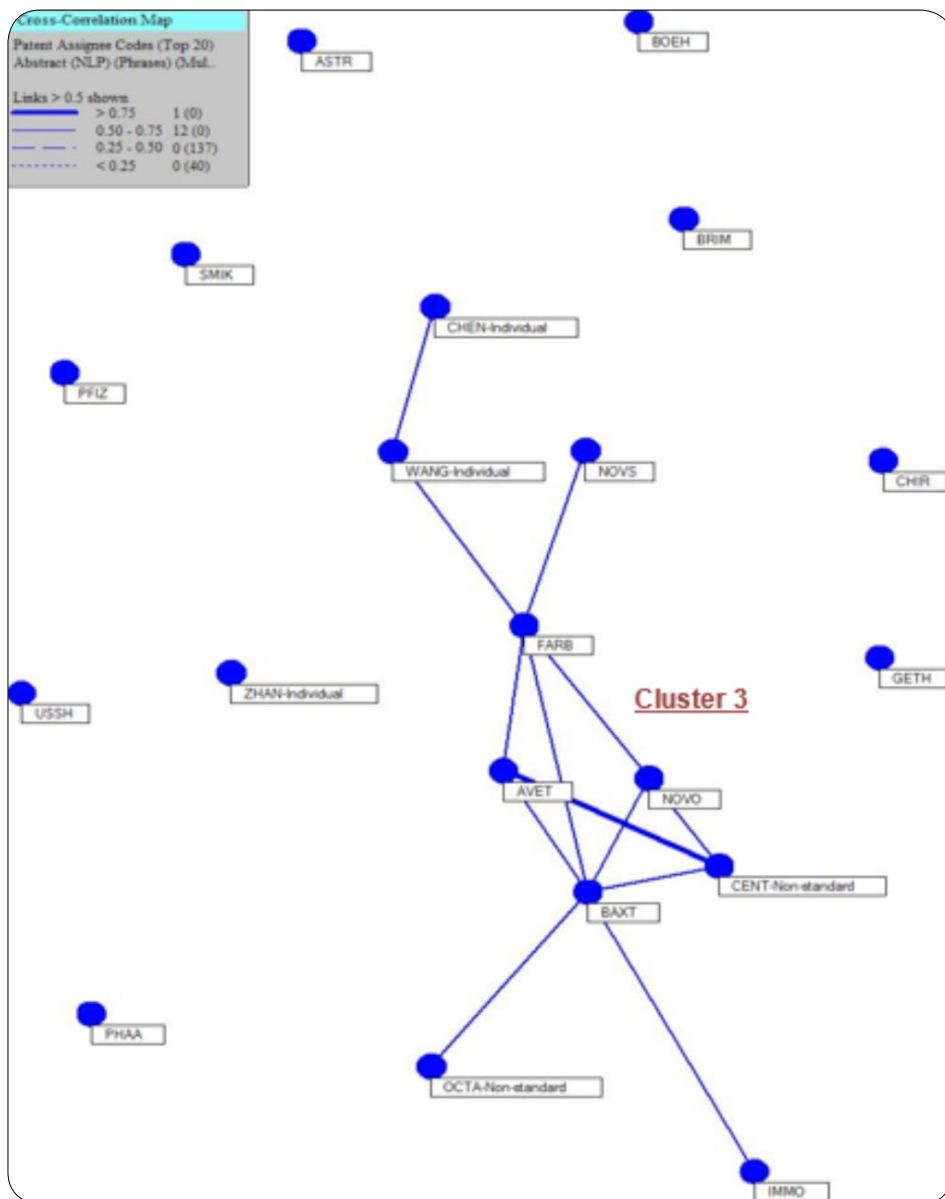 Cross-Correlation Map
Patent Assignee Codes (Top 20)
Abstract (NLP) (Phrases) (Mul...
Links > 0.5 shown
> 0.75 1 (0)
0.50 - 0.75 12 (0)
0.25 - 0.50 0 (137)
< 0.25 0 (40)
BOEH
ASTR
BRIM
SMIK
CHEN-Individual
PFIZ
WANG-Individual
NOVS
CHIR
FARB
GETH
ZHAN-Individual
Cluster 3
USSH
AVET
NOVO
CENT-Non-standard
BAXT
PHAA
OCTA-Non-standard
IMMO